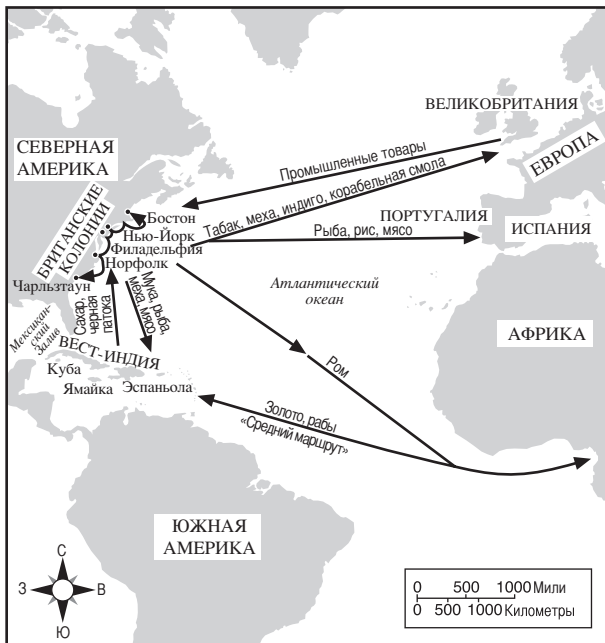 ВЕЛИКОБРИТАНИЯ
СЕВЕРНАЯ
АМЕРИКА
ЕВРОПА
Промышленные товары
Табак, меха, индиго, корабельная смола
БРИТАНСКИЕ
КОЛОНИИ
Бостон
Нью-Йорк
Филадельфия
Норфолк
Чарльзтаун
ПОРТУГАЛИЯ
ИСПАНИЯ
Рыба, рис, мясо
Атлантический
океан
Сахар,
черная
патока
Мука, рыба,
меха, мясо
Мексикан-
ский
Залив
ВЕСТ-ИНДИЯ
Куба
Ямайка
Эспаньола
АФРИКА
Ром
Золото, рабы
«Средний маршрут»
ЮЖНАЯ
АМЕРИКА
С
З
В
Ю
0 500 1000 Мили
0 500 1000 Километры